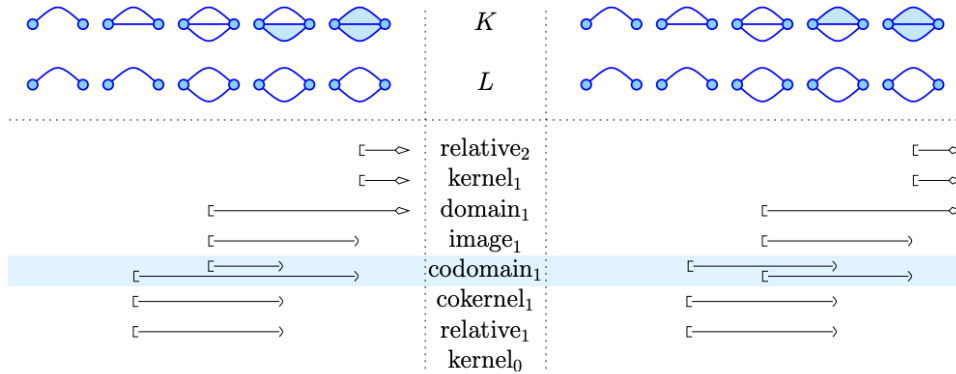 K
L
relative₂
kernel₁
domain₁
image₁
codomain₁
cokernel₁
relative₁
kernel₀